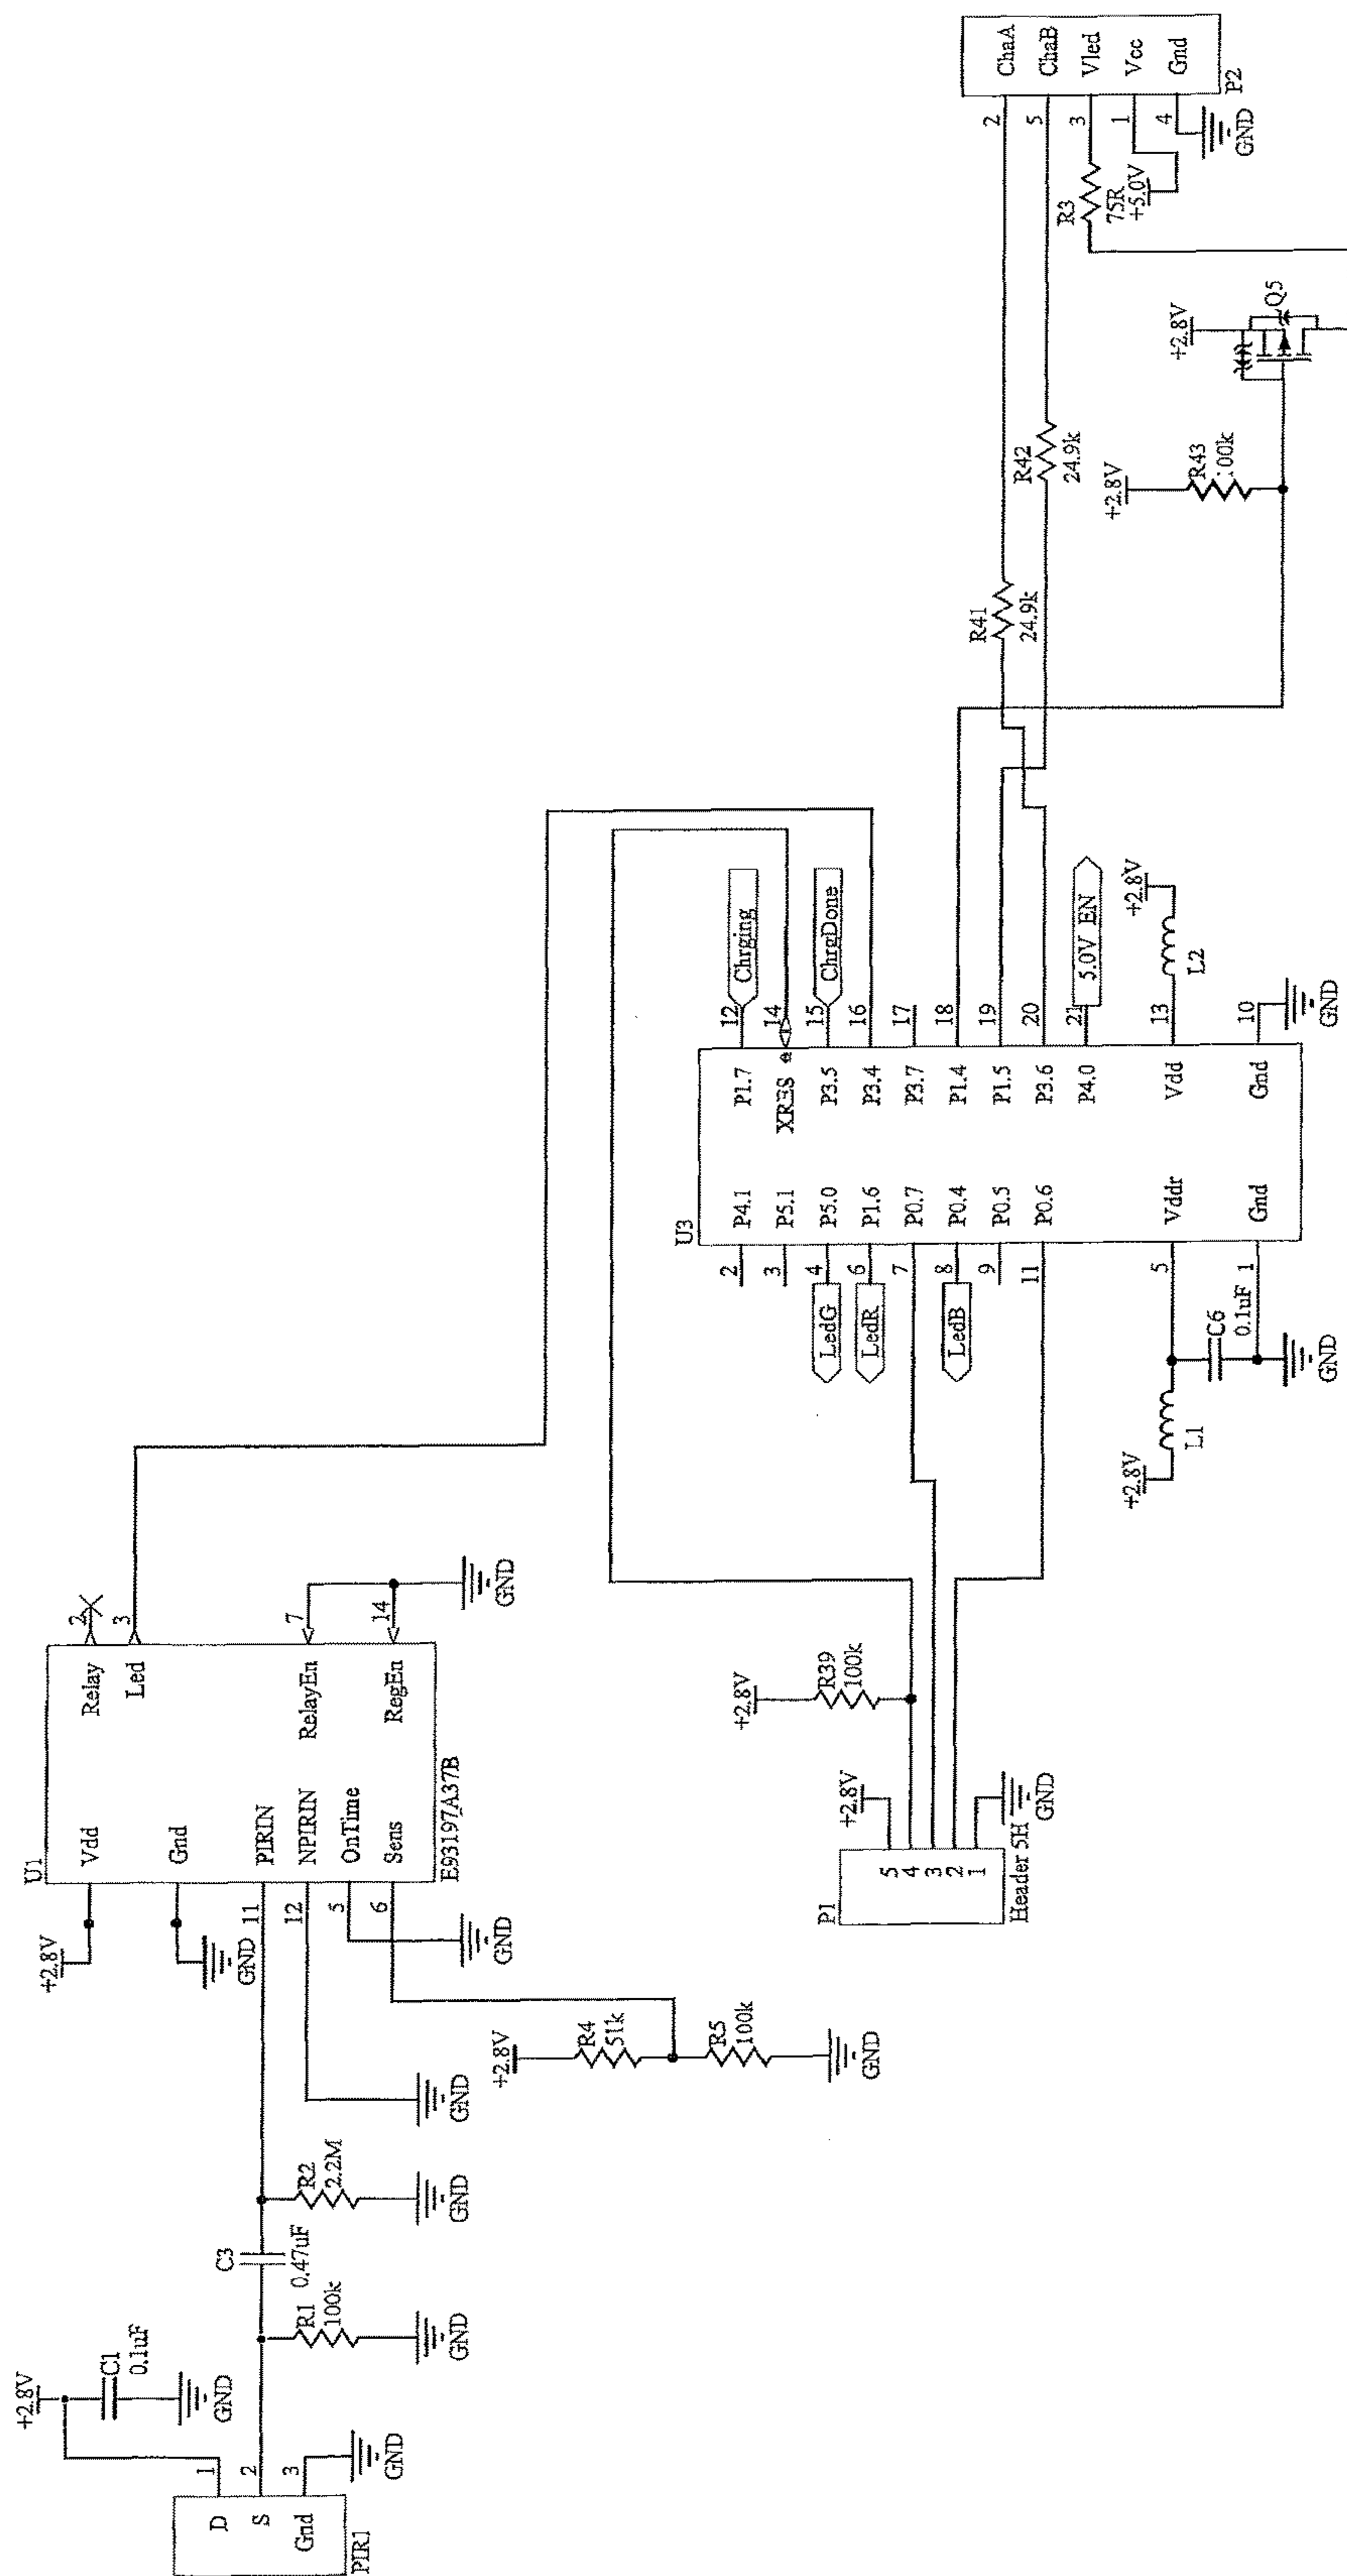 PIR1
D
S
Gnd
1
2
3
GND
+2.8V
C1
0.1uF
GND
R1
100k
GND
C3
0.47uF
R2
2.2M
GND
GND
+2.8V
GND
U1
Vdd
Gnd
PIRIN
NPIRIN
OnTime
Sens
11
12
5
6
Relay
Led
RelayEn
RegEn
2
3
7
14
E93197A37B
GND
GND
+2.8V
R4
51k
R5
100k
GND
P1
5
4
3
2
1
Header 5H
+2.8V
GND
+2.8V
R39
100k
U3
P4.1
P5.1
P5.0
P1.6
P0.7
P0.4
P0.5
P0.6
Vddr
Gnd
2
3
4
6
7
8
9
11
5
1
LedG
LedR
LedB
+2.8V
L1
C6
0.1uF
GND
P1.7
XRES
P3.5
P3.4
P3.7
P1.4
P1.5
P3.6
P4.0
Vdd
Gnd
12
14
15
16
17
18
19
20
21
13
10
Chrging
ChrgDone
5.0V EN
+2.8V
L2
GND
R41
24.9k
R42
24.9k
+2.8V
R43
100k
+2.8V
Q5
R3
75R
+5.0V
2
5
3
1
4
GND
ChaA
ChaB
Vled
Vcc
Gnd
P2